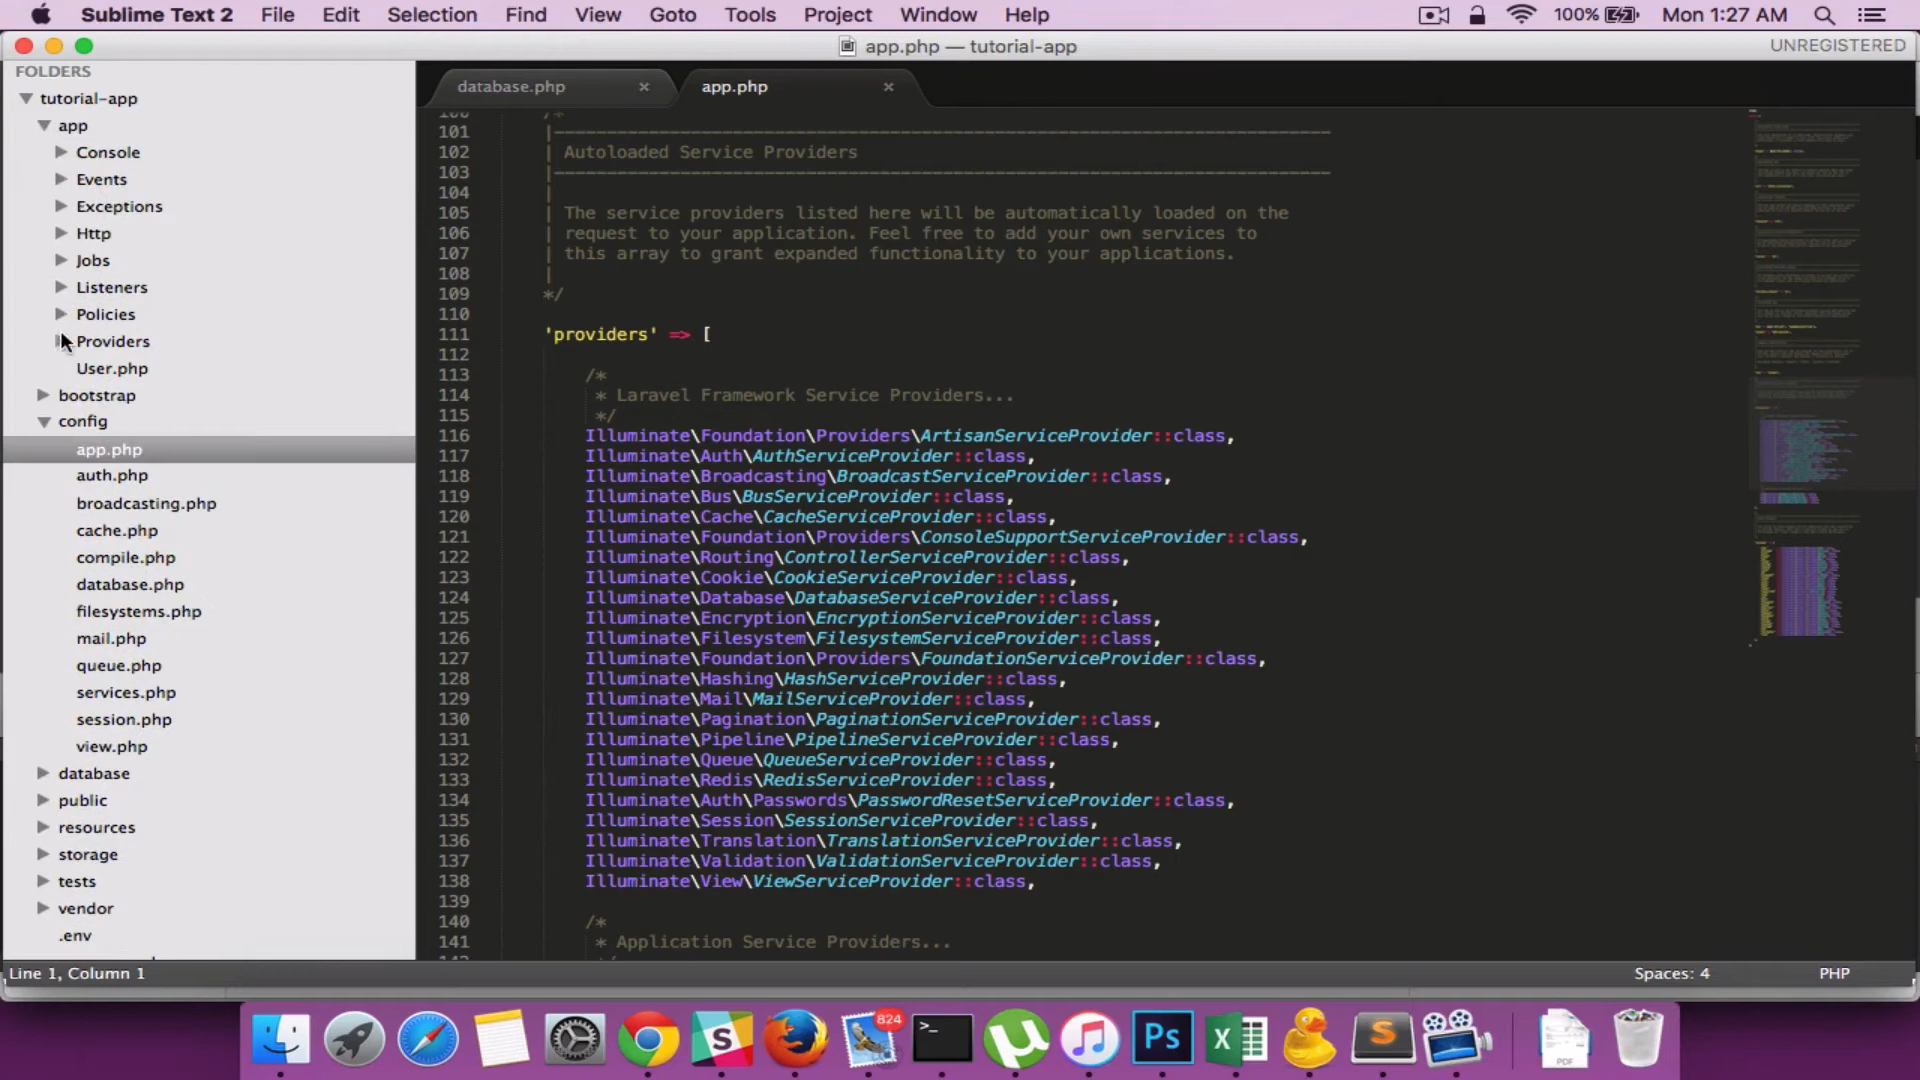 Sublime Text 2 File Edit Selection Find View Goto Tools Project Window Help 100% Mon 1:27 AM
app.php — tutorial-app UNREGISTERED
FOLDERS
tutorial-app
app
Console
Events
Exceptions
Http
Jobs
Listeners
Policies
Providers
User.php
bootstrap
config
app.php
auth.php
broadcasting.php
cache.php
compile.php
database.php
filesystems.php
mail.php
queue.php
services.php
session.php
view.php
database
public
resources
storage
tests
vendor
.env
database.php × app.php ×
100 /*
101 |--------------------------------------------------------------------------
102 | Autoloaded Service Providers
103 |--------------------------------------------------------------------------
104 |
105 | The service providers listed here will be automatically loaded on the
106 | request to your application. Feel free to add your own services to
107 | this array to grant expanded functionality to your applications.
108 |
109 */
110
111 'providers' => [
112
113 /*
114 * Laravel Framework Service Providers...
115 */
116 Illuminate\Foundation\Providers\ArtisanServiceProvider::class,
117 Illuminate\Auth\AuthServiceProvider::class,
118 Illuminate\Broadcasting\BroadcastServiceProvider::class,
119 Illuminate\Bus\BusServiceProvider::class,
120 Illuminate\Cache\CacheServiceProvider::class,
121 Illuminate\Foundation\Providers\ConsoleSupportServiceProvider::class,
122 Illuminate\Routing\ControllerServiceProvider::class,
123 Illuminate\Cookie\CookieServiceProvider::class,
124 Illuminate\Database\DatabaseServiceProvider::class,
125 Illuminate\Encryption\EncryptionServiceProvider::class,
126 Illuminate\Filesystem\FilesystemServiceProvider::class,
127 Illuminate\Foundation\Providers\FoundationServiceProvider::class,
128 Illuminate\Hashing\HashServiceProvider::class,
129 Illuminate\Mail\MailServiceProvider::class,
130 Illuminate\Pagination\PaginationServiceProvider::class,
131 Illuminate\Pipeline\PipelineServiceProvider::class,
132 Illuminate\Queue\QueueServiceProvider::class,
133 Illuminate\Redis\RedisServiceProvider::class,
134 Illuminate\Auth\Passwords\PasswordResetServiceProvider::class,
135 Illuminate\Session\SessionServiceProvider::class,
136 Illuminate\Translation\TranslationServiceProvider::class,
137 Illuminate\Validation\ValidationServiceProvider::class,
138 Illuminate\View\ViewServiceProvider::class,
139
140 /*
141 * Application Service Providers...
Line 1, Column 1 Spaces: 4 PHP
824
Ps
PDF